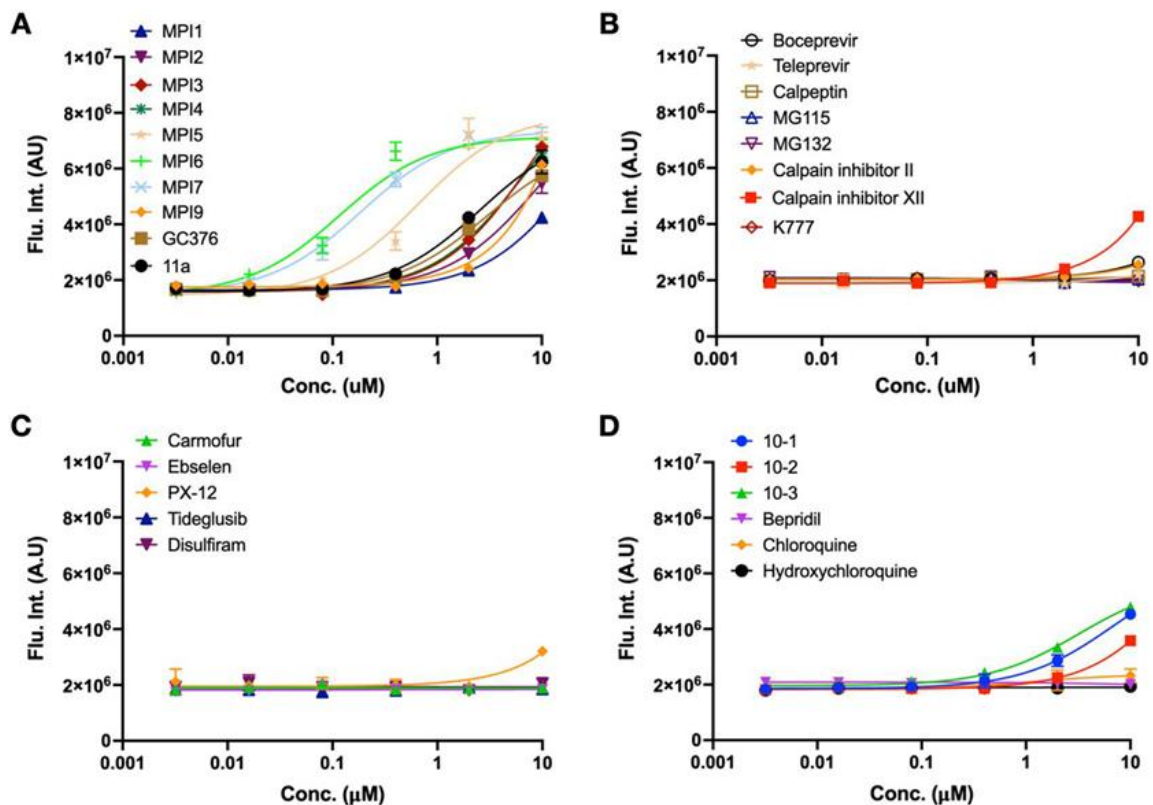 A
MPI1
MPI2
MPI3
MPI4
MPI5
MPI6
MPI7
MPI9
GC376
11a
Flu. Int. (AU)
1×10⁷
8×10⁶
6×10⁶
4×10⁶
2×10⁶
0
0.001 0.01 0.1 1 10
Conc. (uM)
B
Boceprevir
Teleprevir
Calpeptin
MG115
MG132
Calpain inhibitor II
Calpain inhibitor XII
K777
Flu. Int. (A.U)
1×10⁷
8×10⁶
6×10⁶
4×10⁶
2×10⁶
0
0.001 0.01 0.1 1 10
Conc. (uM)
C
Carmofur
Ebselen
PX-12
Tideglusib
Disulfiram
Flu. Int. (A.U)
1×10⁷
8×10⁶
6×10⁶
4×10⁶
2×10⁶
0
0.001 0.01 0.1 1 10
Conc. (μM)
D
10-1
10-2
10-3
Bepridil
Chloroquine
Hydroxychloroquine
Flu. Int. (A.U)
1×10⁷
8×10⁶
6×10⁶
4×10⁶
2×10⁶
0
0.001 0.01 0.1 1 10
Conc. (μM)